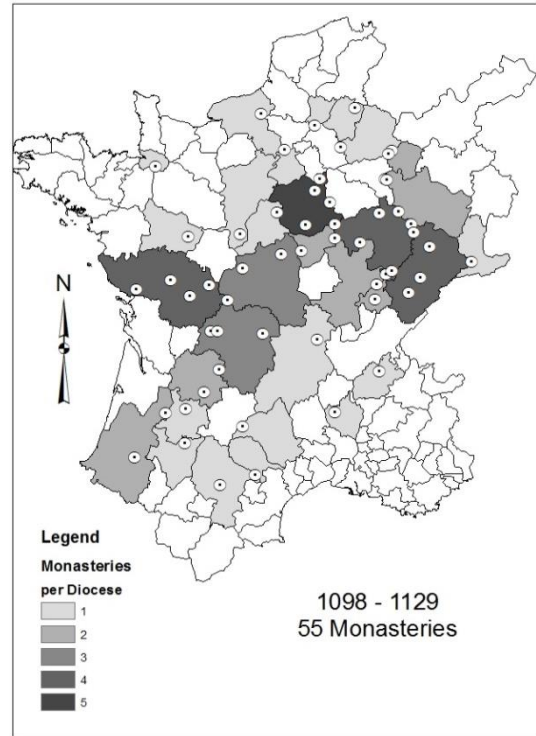 N
Legend
Monasteries
per Diocese
1
2
3
4
5
1098 - 1129
55 Monasteries